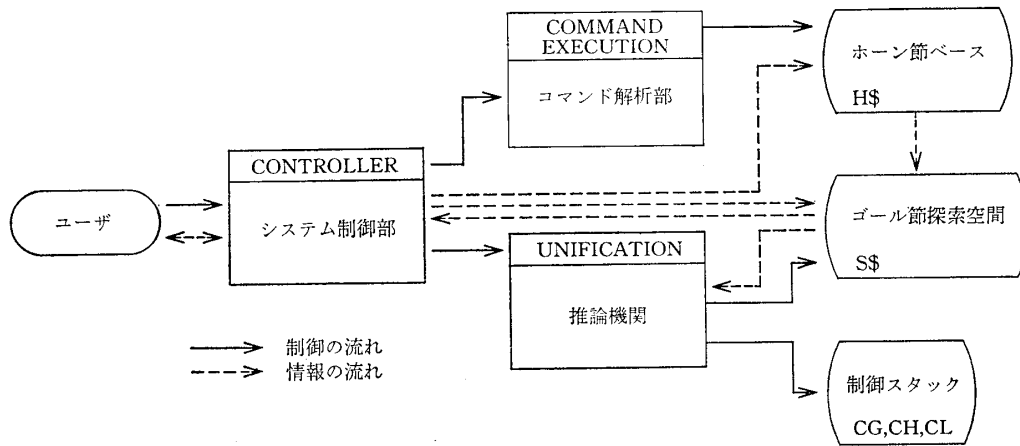 COMMAND
EXECUTION
コマンド解析部
ホーン節ベース
H$
CONTROLLER
システム制御部
ユーザ
ゴール節探索空間
S$
UNIFICATION
推論機関
制御の流れ
情報の流れ
制御スタック
CG,CH,CL